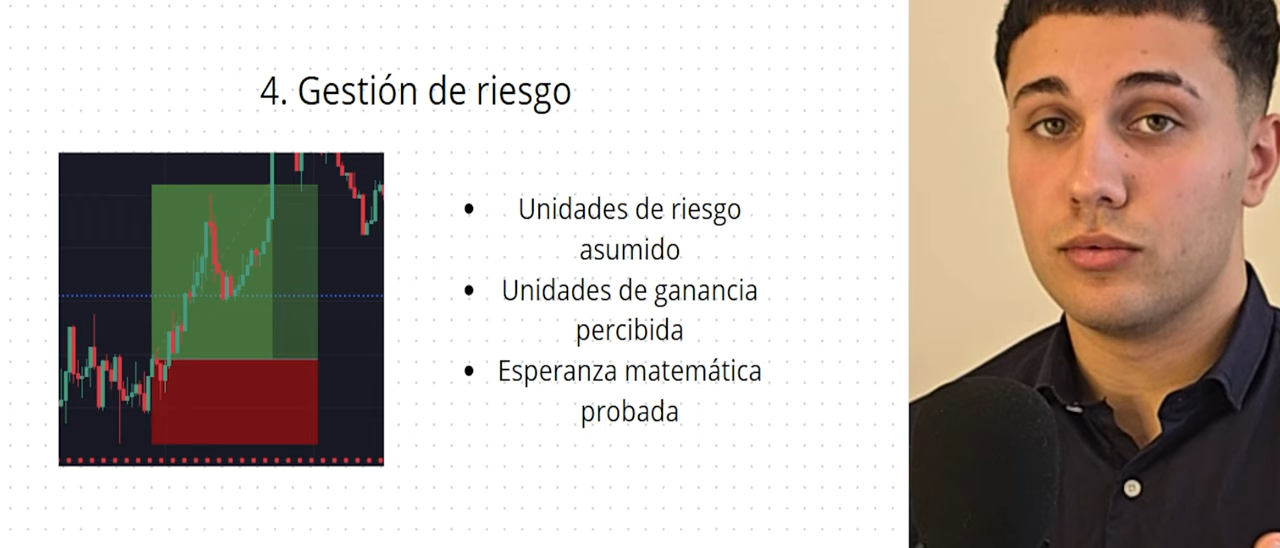 4. Gestión de riesgo
• Unidades de riesgo
asumido
• Unidades de ganancia
percibida
• Esperanza matemática
probada